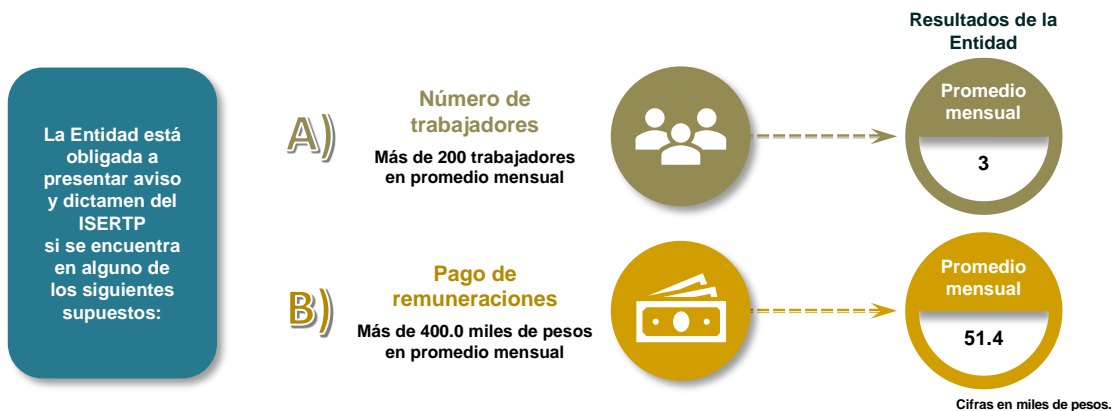 La Entidad está
obligada a
presentar aviso
y dictamen del
ISERTP
si se encuentra
en alguno de
los siguientes
supuestos:
A)
Número de
trabajadores
Más de 200 trabajadores
en promedio mensual
B)
Pago de
remuneraciones
Más de 400.0 miles de pesos
en promedio mensual
Resultados de la
Entidad
Promedio
mensual
3
Promedio
mensual
51.4
Cifras en miles de pesos.